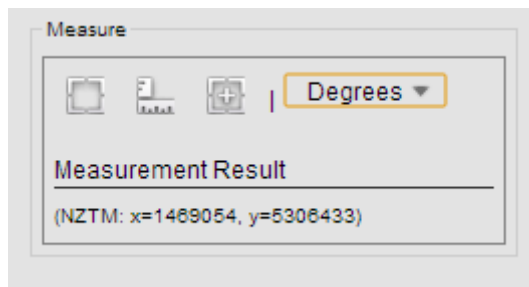 Measure
| Degrees
Measurement Result
(NZTM: x=1469054, y=5306433)